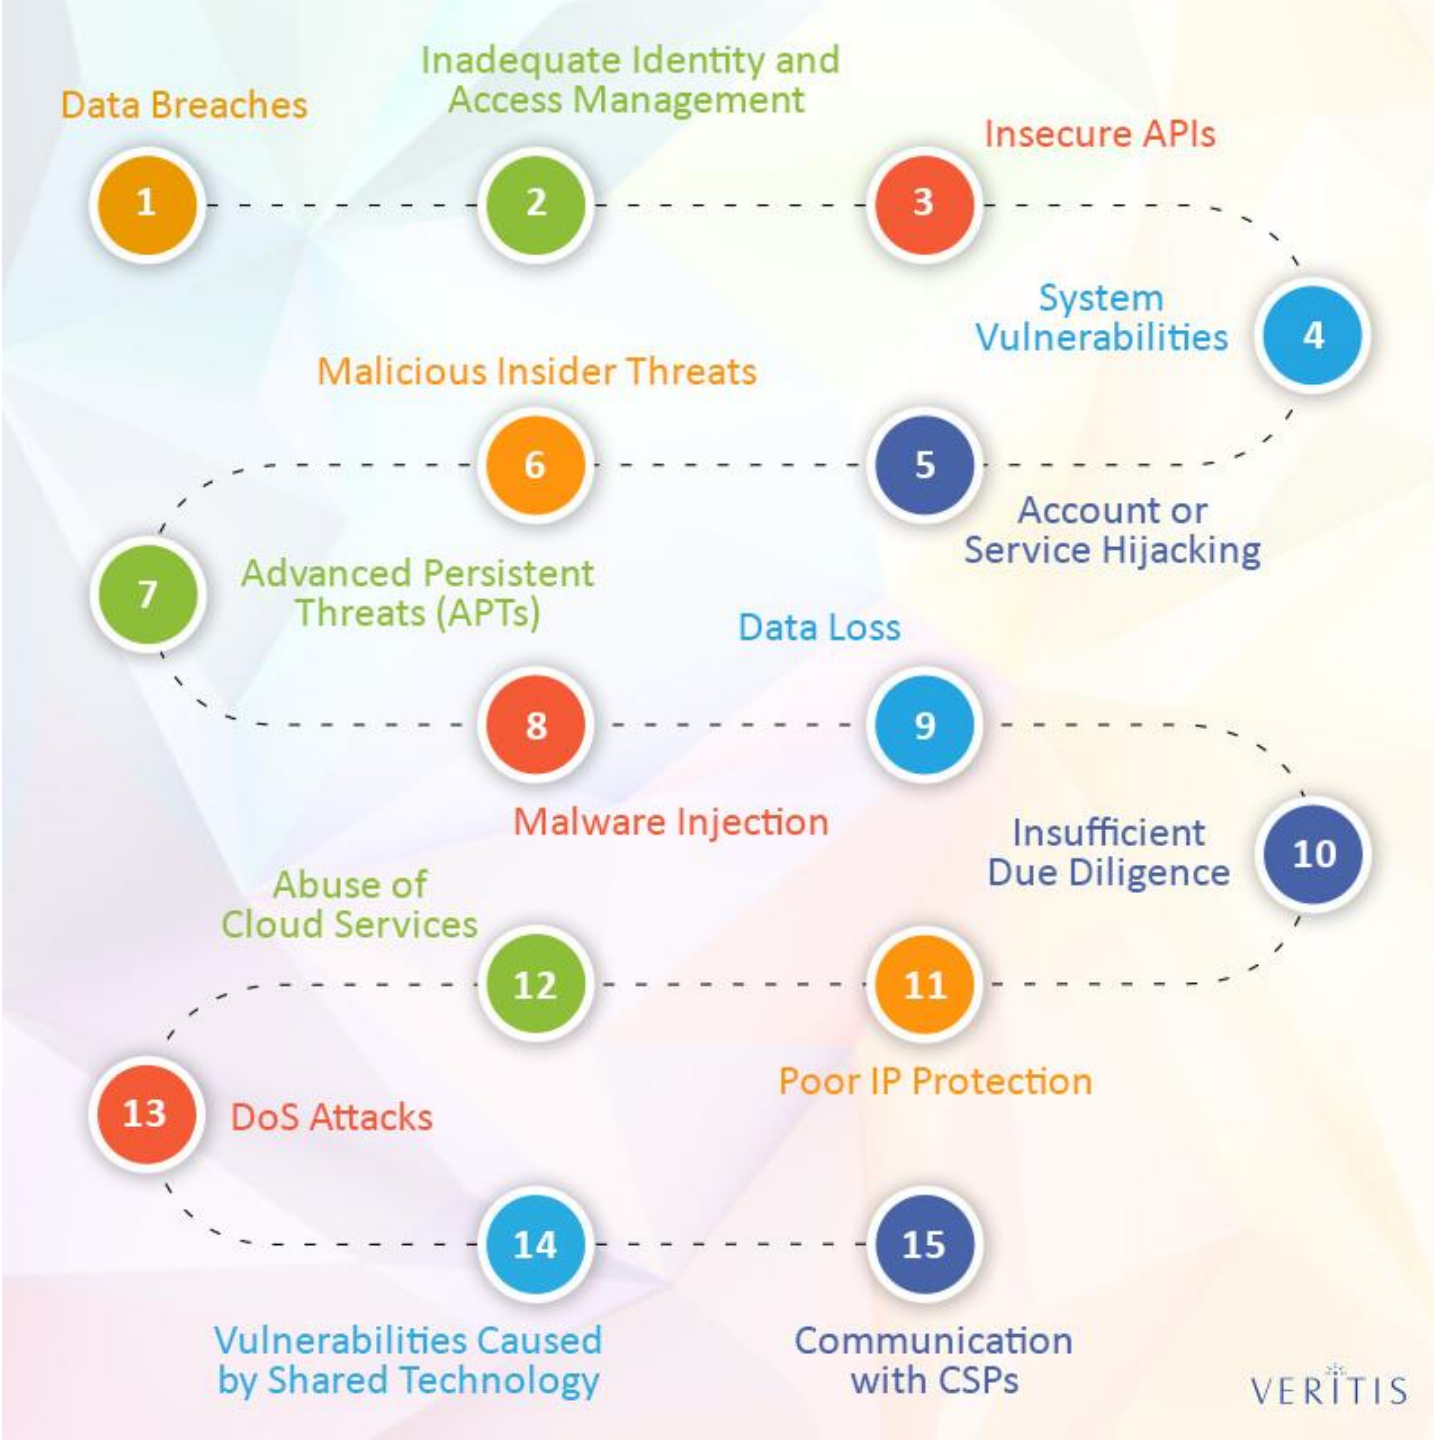 Data Breaches
1
Inadequate Identity and
Access Management
2
Insecure APIs
3
System
Vulnerabilities
4
Account or
Service Hijacking
5
Malicious Insider Threats
6
Advanced Persistent
Threats (APTs)
7
Malware Injection
8
Data Loss
9
Insufficient
Due Diligence
10
Poor IP Protection
11
Abuse of
Cloud Services
12
DoS Attacks
13
Vulnerabilities Caused
by Shared Technology
14
Communication
with CSPs
15
VERITIS